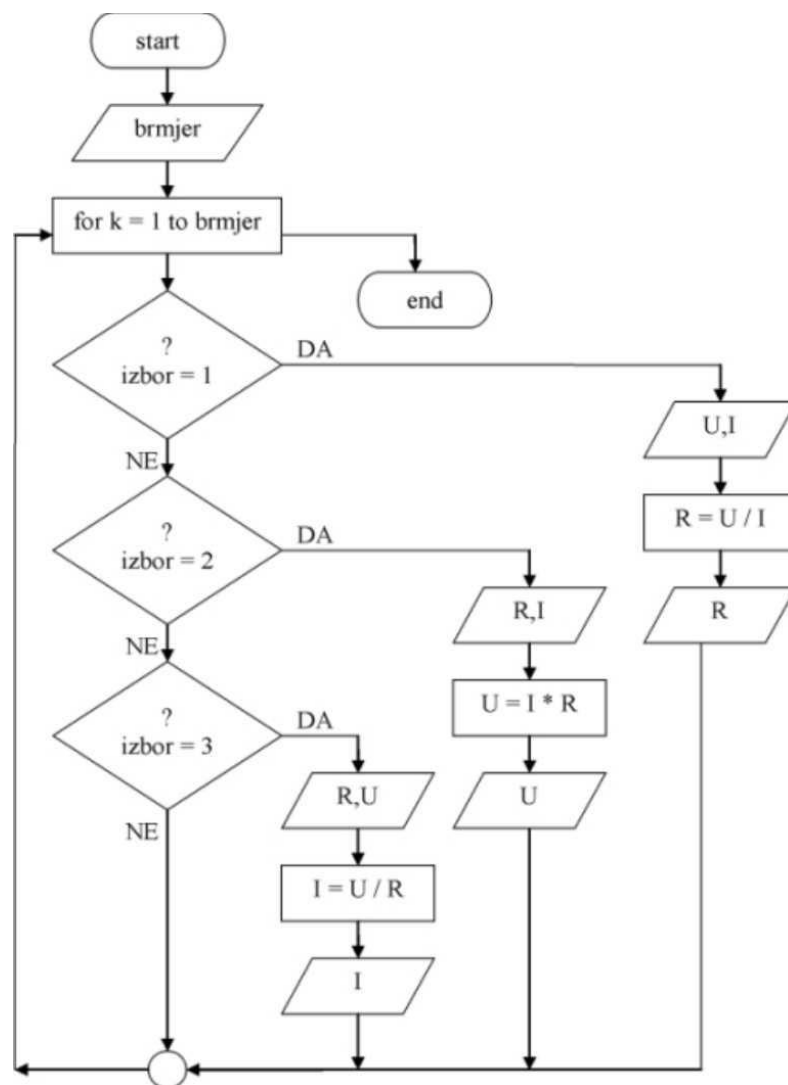 start
brmjer
for k = 1 to brmjer
end
?
izbor = 1
DA
U,I
R = U / I
R
NE
?
izbor = 2
DA
R,I
U = I * R
U
NE
?
izbor = 3
DA
R,U
I = U / R
I
NE